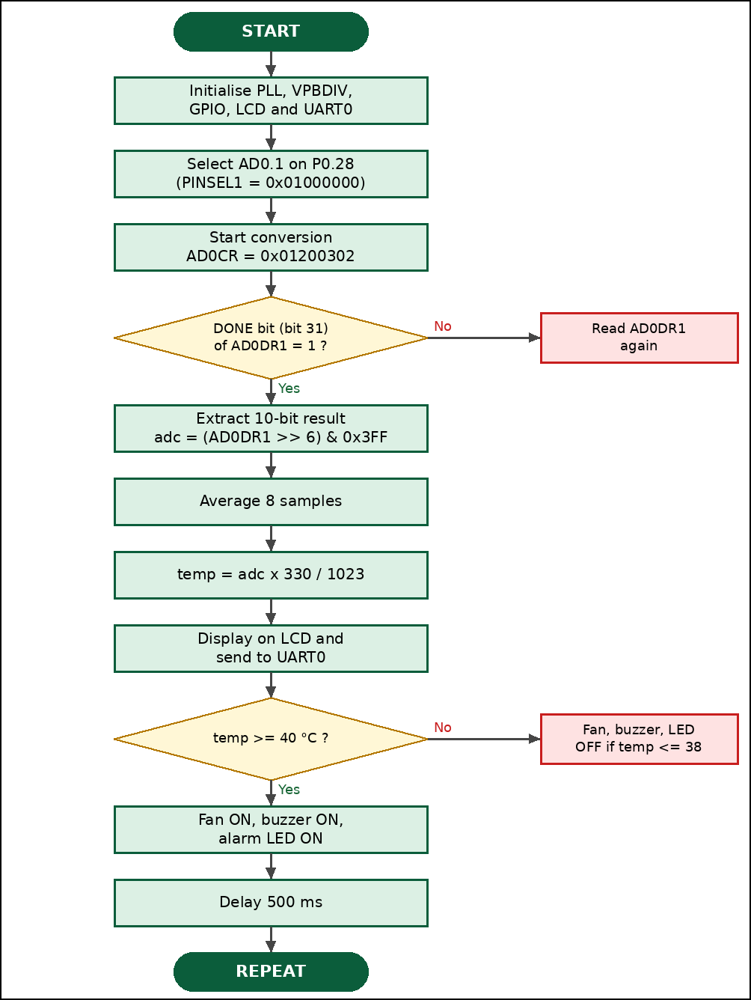 START
Initialise PLL, VPBDIV,
GPIO, LCD and UART0
Select AD0.1 on P0.28
(PINSEL1 = 0x01000000)
Start conversion
AD0CR = 0x01200302
DONE bit (bit 31)
of AD0DR1 = 1 ?
No
Read AD0DR1
again
Yes
Extract 10-bit result
adc = (AD0DR1 >> 6) & 0x3FF
Average 8 samples
temp = adc x 330 / 1023
Display on LCD and
send to UART0
temp >= 40 °C ?
No
Fan, buzzer, LED
OFF if temp <= 38
Yes
Fan ON, buzzer ON,
alarm LED ON
Delay 500 ms
REPEAT